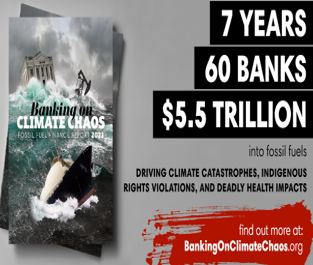 Banking on
CLIMATE CHAOS
FOSSIL FUEL FINANCE REPORT 2023
7 YEARS
60 BANKS
$5.5 TRILLION
into fossil fuels
DRIVING CLIMATE CATASTROPHES, INDIGENOUS
RIGHTS VIOLATIONS, AND DEADLY HEALTH IMPACTS
find out more at:
BankingOnClimateChaos.org